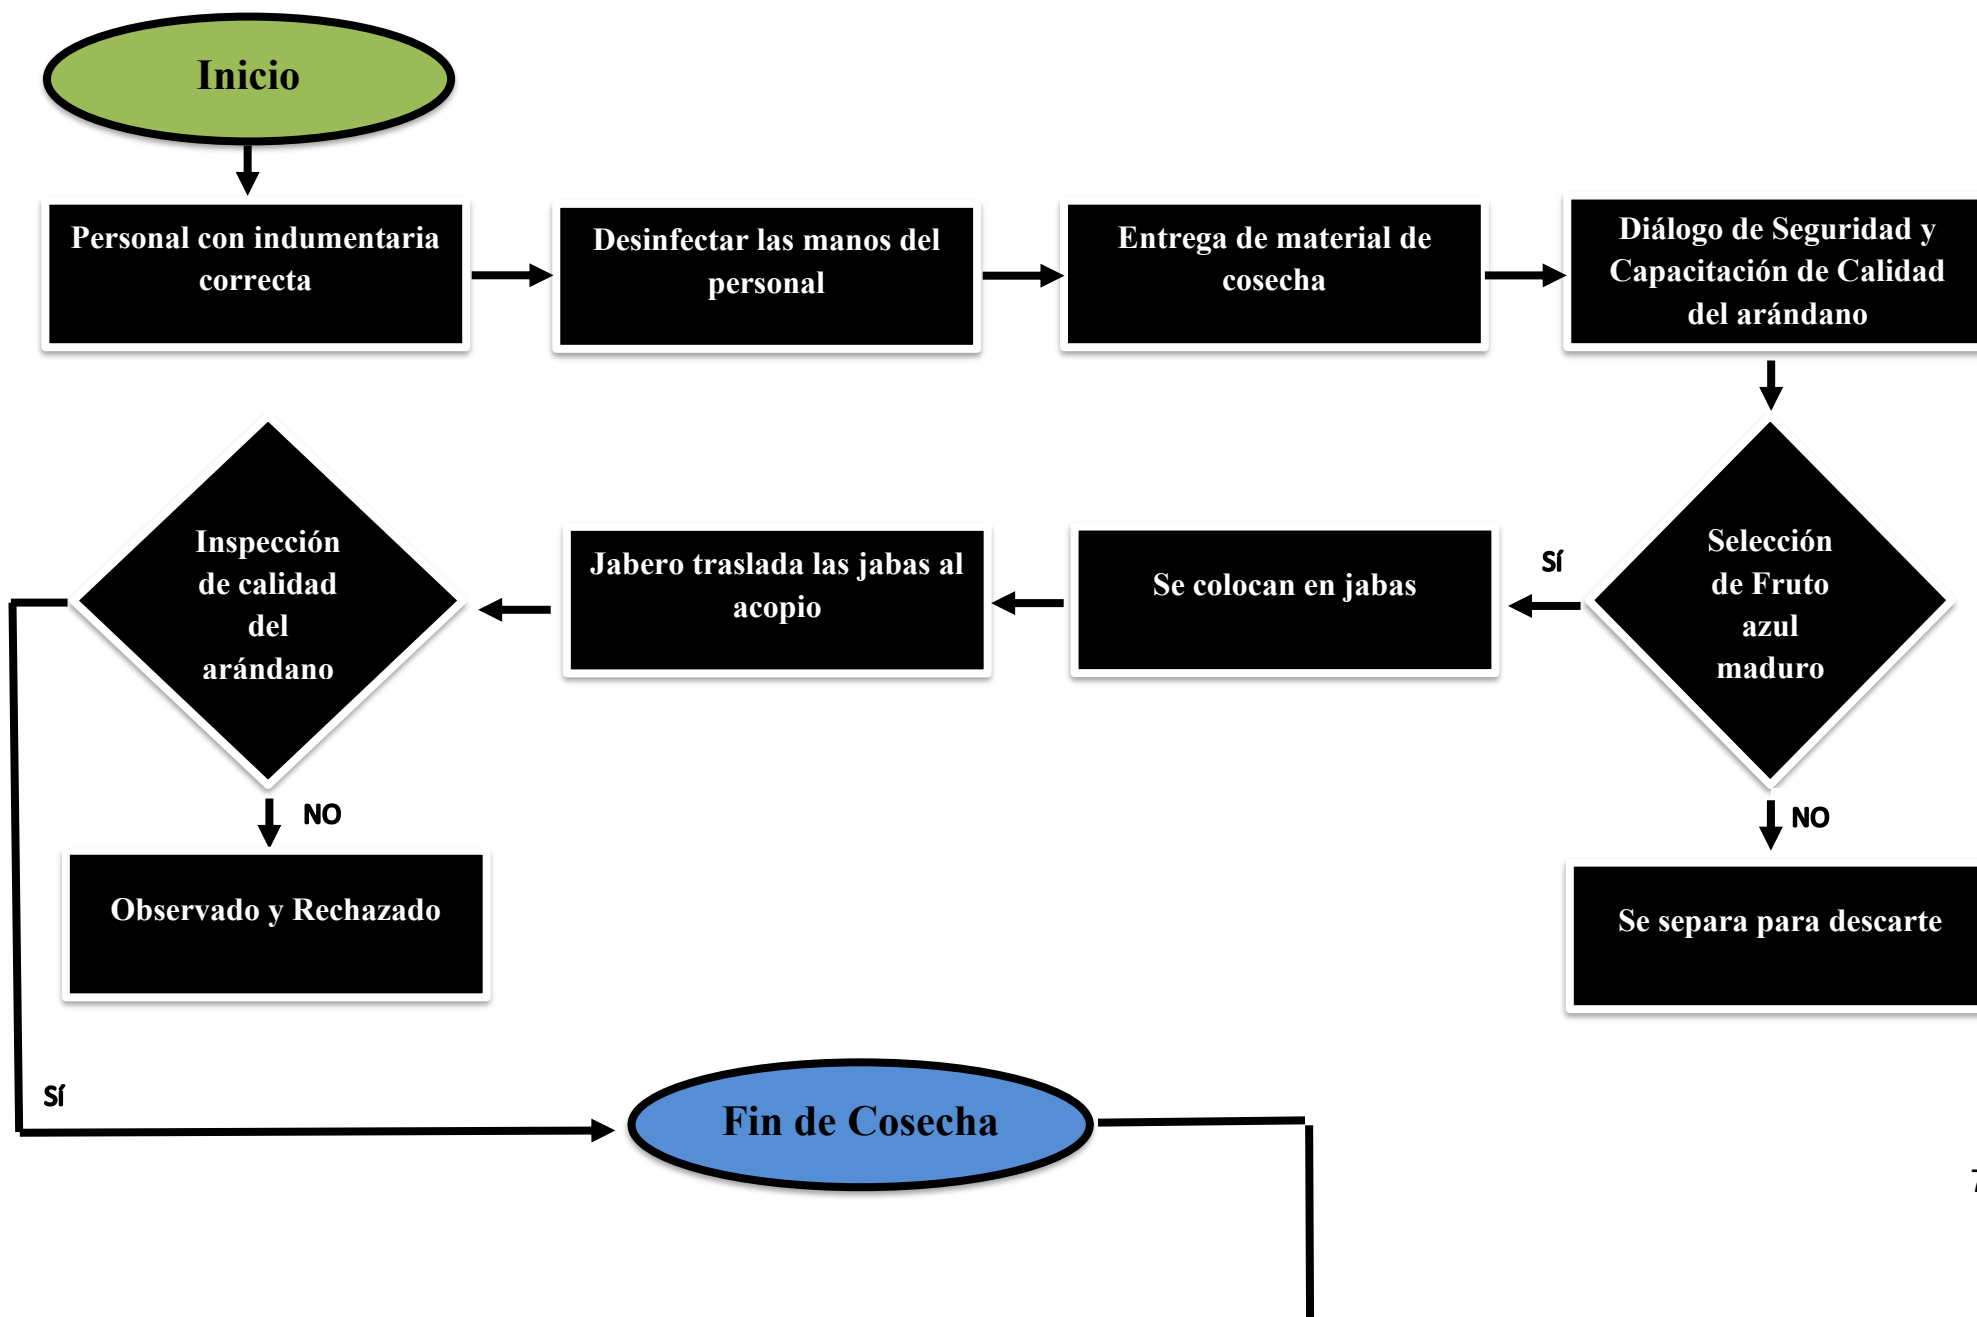 Inicio
Personal con indumentaria
correcta
Desinfectar las manos del
personal
Entrega de material de
cosecha
Diálogo de Seguridad y
Capacitación de Calidad
del arándano
Selección
de Fruto
azul
maduro
Sí
Se colocan en jabas
Jabero traslada las jabas al
acopio
Inspección
de calidad
del
arándano
NO
NO
Observado y Rechazado
Se separa para descarte
Sí
Fin de Cosecha